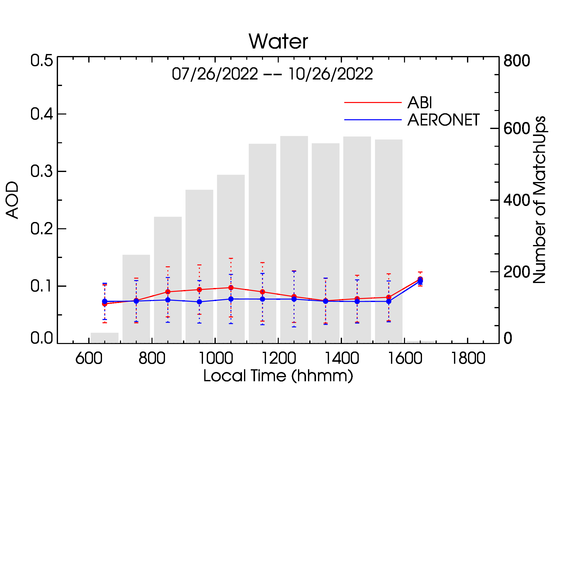 Water
07/26/2022 –– 10/26/2022
ABI
AERONET
0.5
0.4
0.3
0.2
0.1
0.0
AOD
800
600
400
200
0
Number of MatchUps
600 800 1000 1200 1400 1600 1800
Local Time (hhmm)